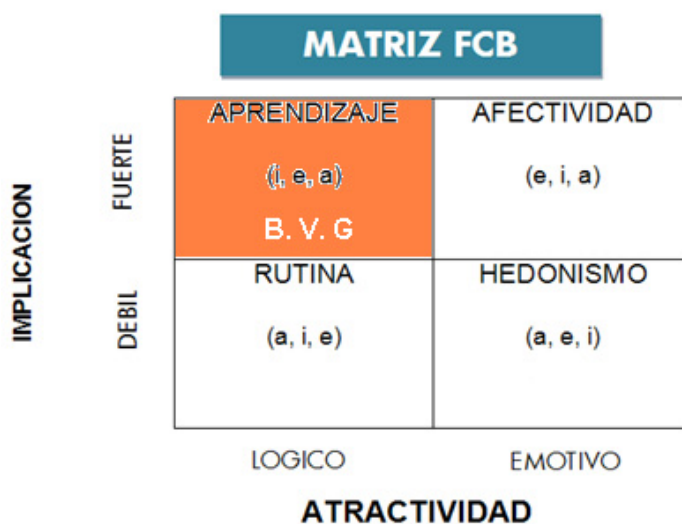 MATRIZ FCB
IMPLICACION
FUERTE
DEBIL
APRENDIZAJE
(i, e, a)
B. V. G
AFECTIVIDAD
(e, i, a)
RUTINA
(a, i, e)
HEDONISMO
(a, e, i)
LOGICO
EMOTIVO
ATRACTIVIDAD